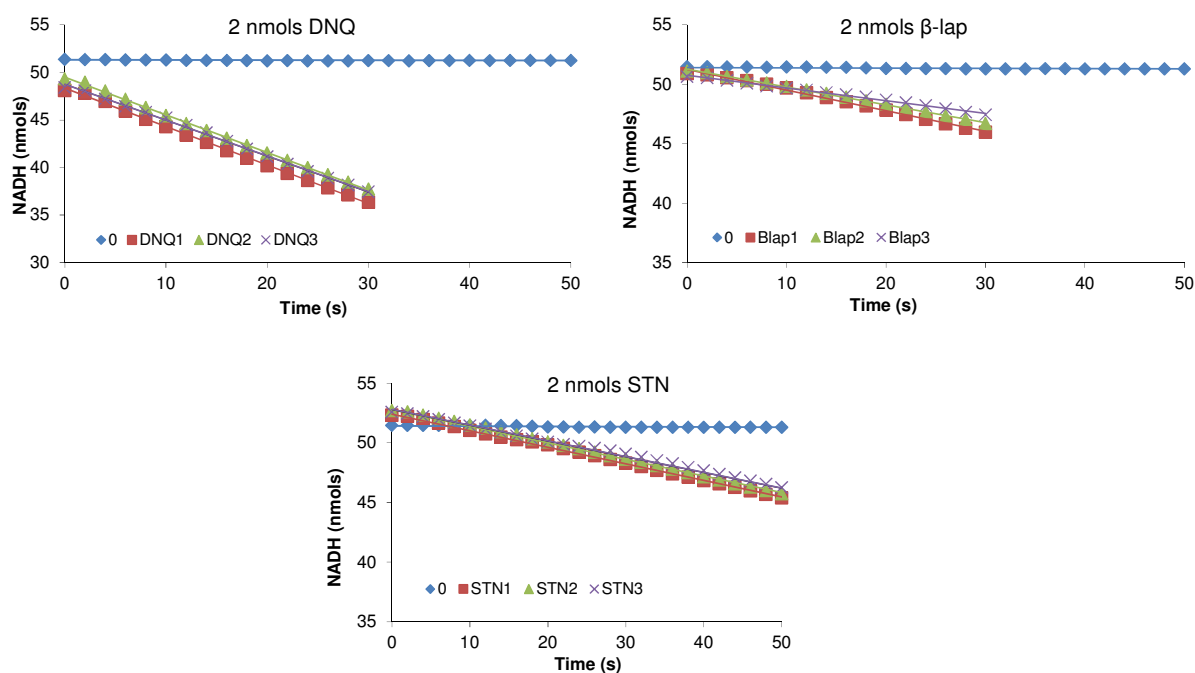 2 nmols DNQ
NADH (nmols)
55
50
45
40
35
30
0 DNQ1 DNQ2 DNQ3
0 10 20 30 40 50
Time (s)
2 nmols β-lap
NADH (nmols)
55
50
45
40
35
0 Blap1 Blap2 Blap3
0 10 20 30 40 50
Time (s)
2 nmols STN
NADH (nmols)
55
50
45
40
35
0 STN1 STN2 STN3
0 10 20 30 40 50
Time (s)